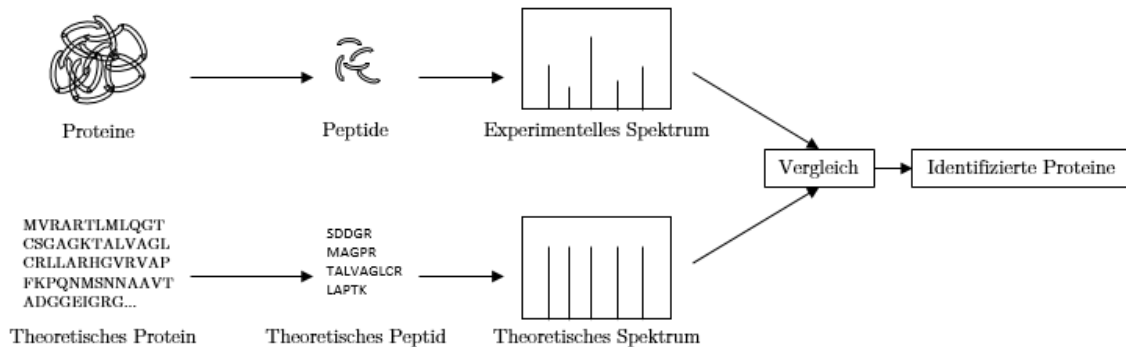 Proteine
Peptide
Experimentelles Spektrum
Vergleich
Identifizierte Proteine
MVRARTLMLQGT
CSGAGKTALVAGL
CRLLARHGVRVAP
FKPQNMSNNAAVT
ADGGEIGRG...
SDDGR
MAGPR
TALVAGLCR
LAPTK
Theoretisches Protein
Theoretisches Peptid
Theoretisches Spektrum